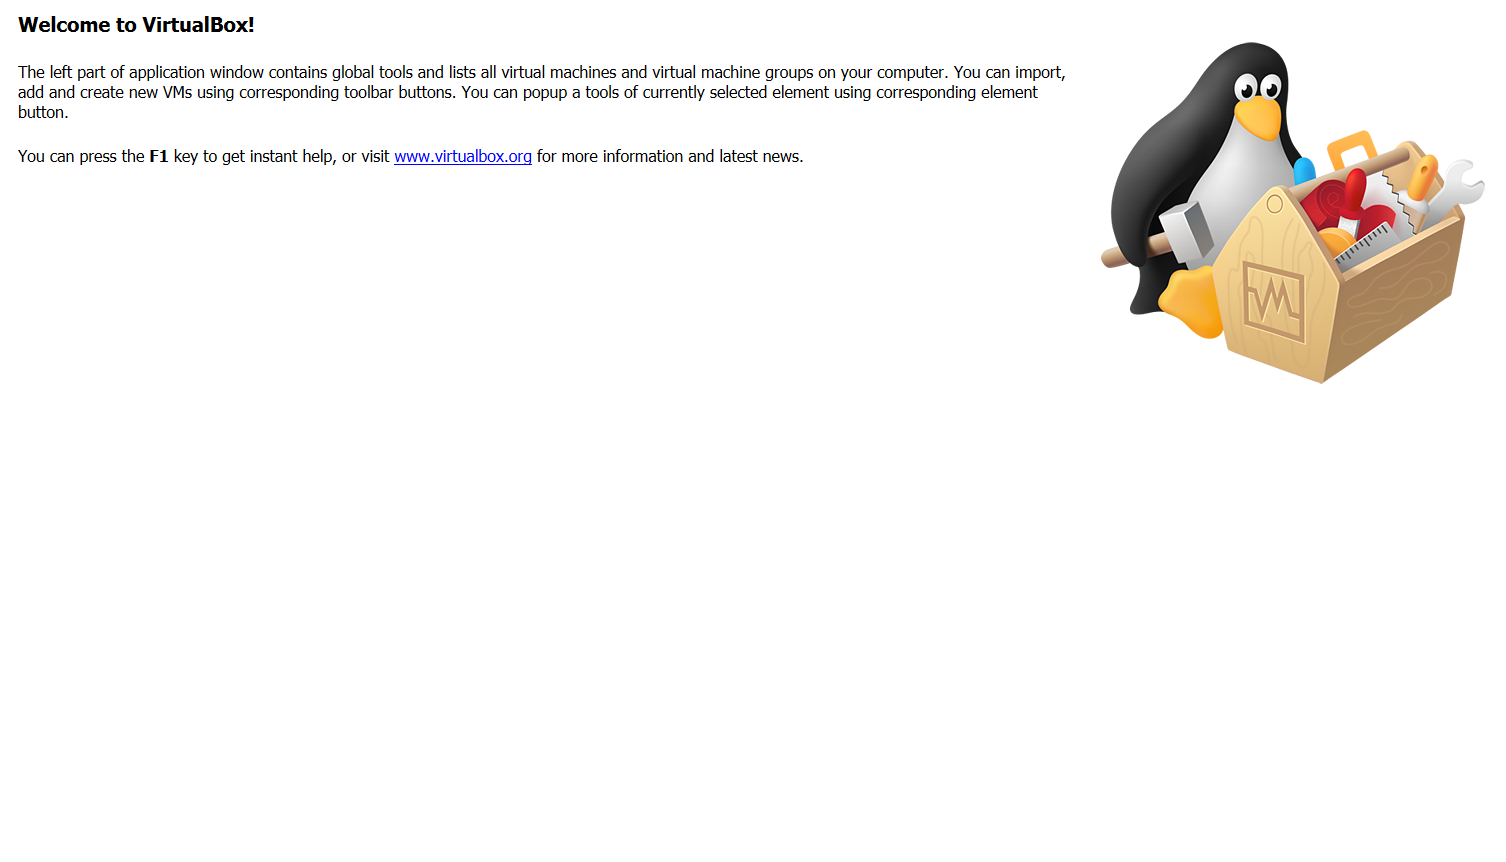 Welcome to VirtualBox!
The left part of application window contains global tools and lists all virtual machines and virtual machine groups on your computer. You can import,
add and create new VMs using corresponding toolbar buttons. You can popup a tools of currently selected element using corresponding element
button.
You can press the F1 key to get instant help, or visit www.virtualbox.org for more information and latest news.
VM